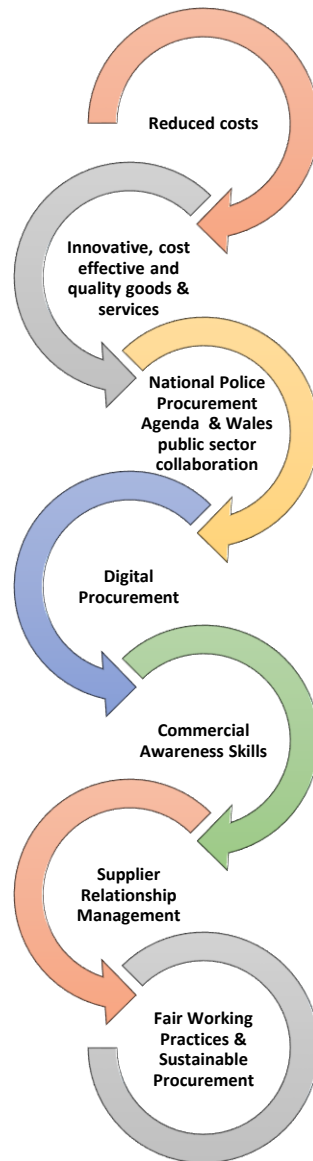 Reduced costs
Innovative, cost
effective and
quality goods &
services
National Police
Procurement
Agenda & Wales
public sector
collaboration
Digital
Procurement
Commercial
Awareness Skills
Supplier
Relationship
Management
Fair Working
Practices &
Sustainable
Procurement